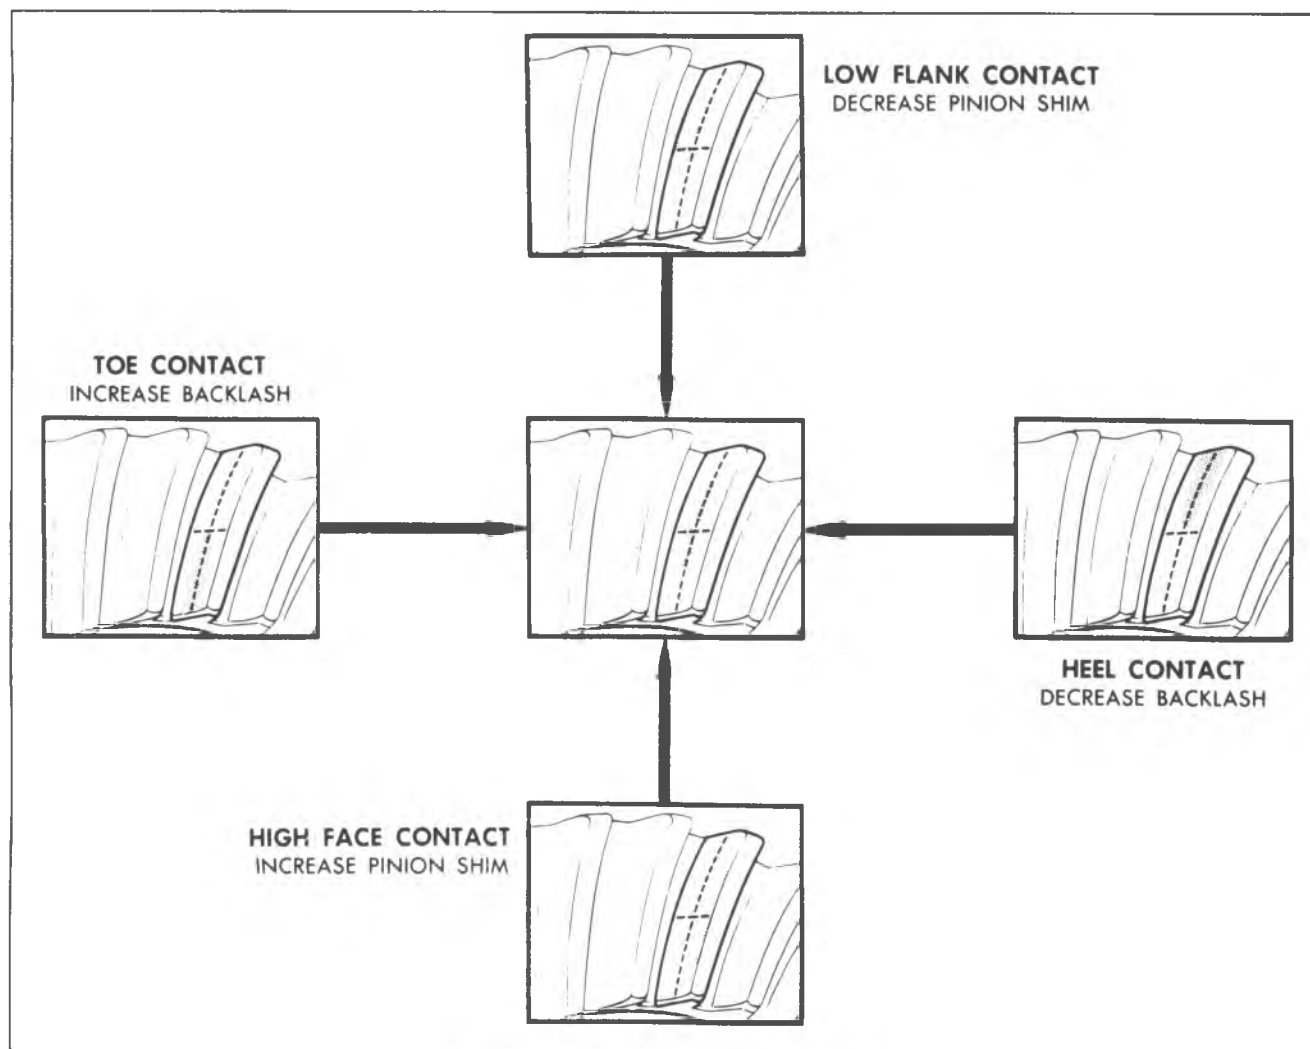 LOW FLANK CONTACT
DECREASE PINION SHIM
TOE CONTACT
INCREASE BACKLASH
HEEL CONTACT
DECREASE BACKLASH
HIGH FACE CONTACT
INCREASE PINION SHIM